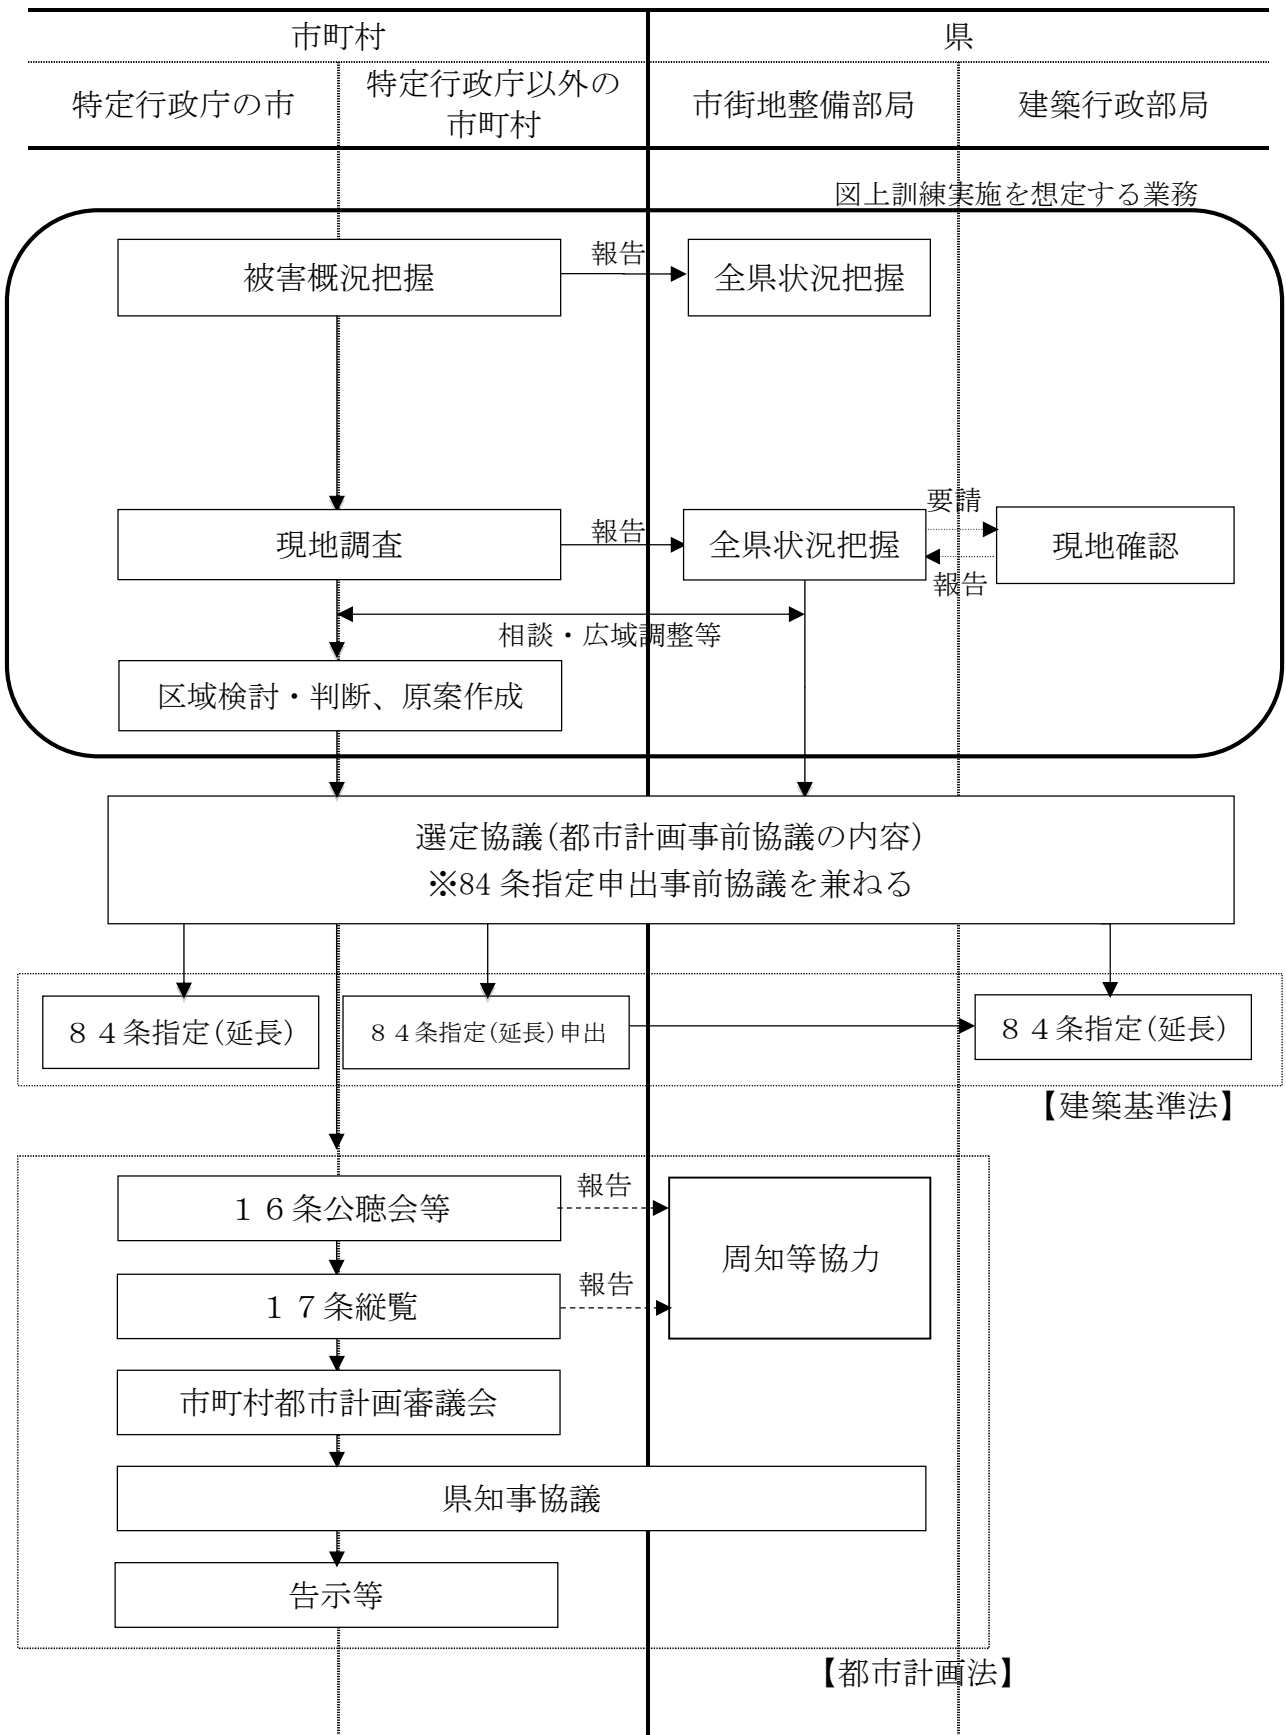 市町村
県
特定行政庁の市
特定行政庁以外の
市町村
市街地整備部局
建築行政部局
図上訓練実施を想定する業務
被害概況把握
報告
全県状況把握
現地調査
報告
全県状況把握
要請
報告
現地確認
相談・広域調整等
区域検討・判断、原案作成
選定協議(都市計画事前協議の内容)
※84条指定申出事前協議を兼ねる
84条指定(延長)
84条指定(延長)申出
84条指定(延長)
【建築基準法】
16条公聴会等
報告
周知等協力
17条縦覧
報告
市町村都市計画審議会
県知事協議
告示等
【都市計画法】